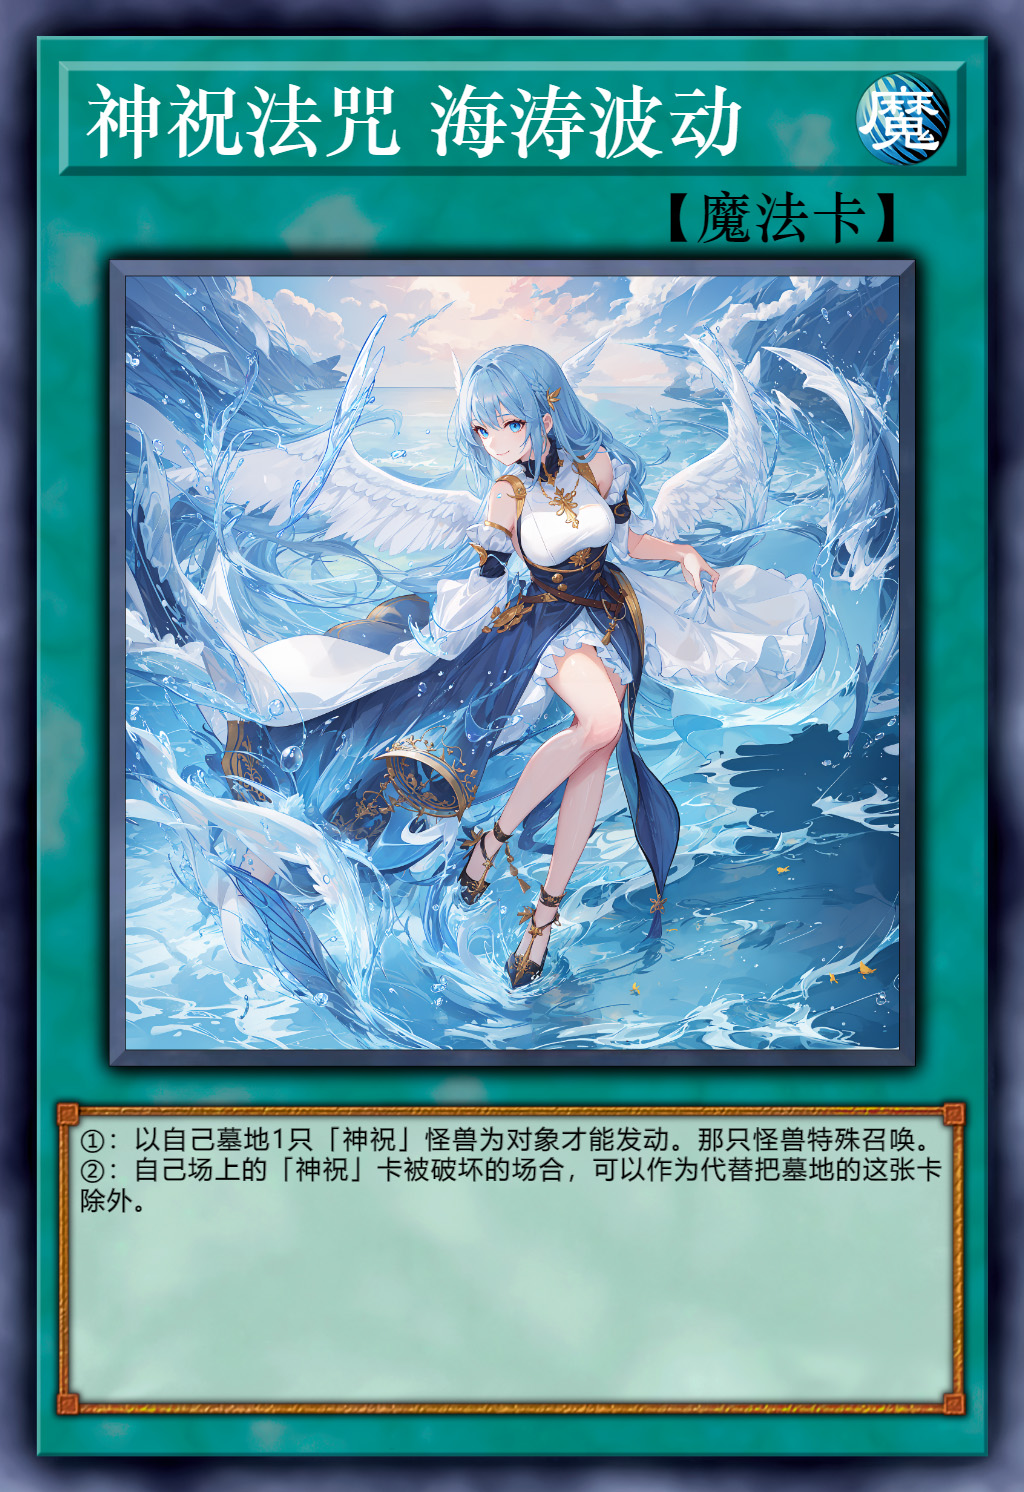 神祝法咒 海涛波动
魔
【魔法卡】
①：以自己墓地1只「神祝」怪兽为对象才能发动。那只怪兽特殊召唤。
②：自己场上的「神祝」卡被破坏的场合，可以作为代替把墓地的这张卡
除外。